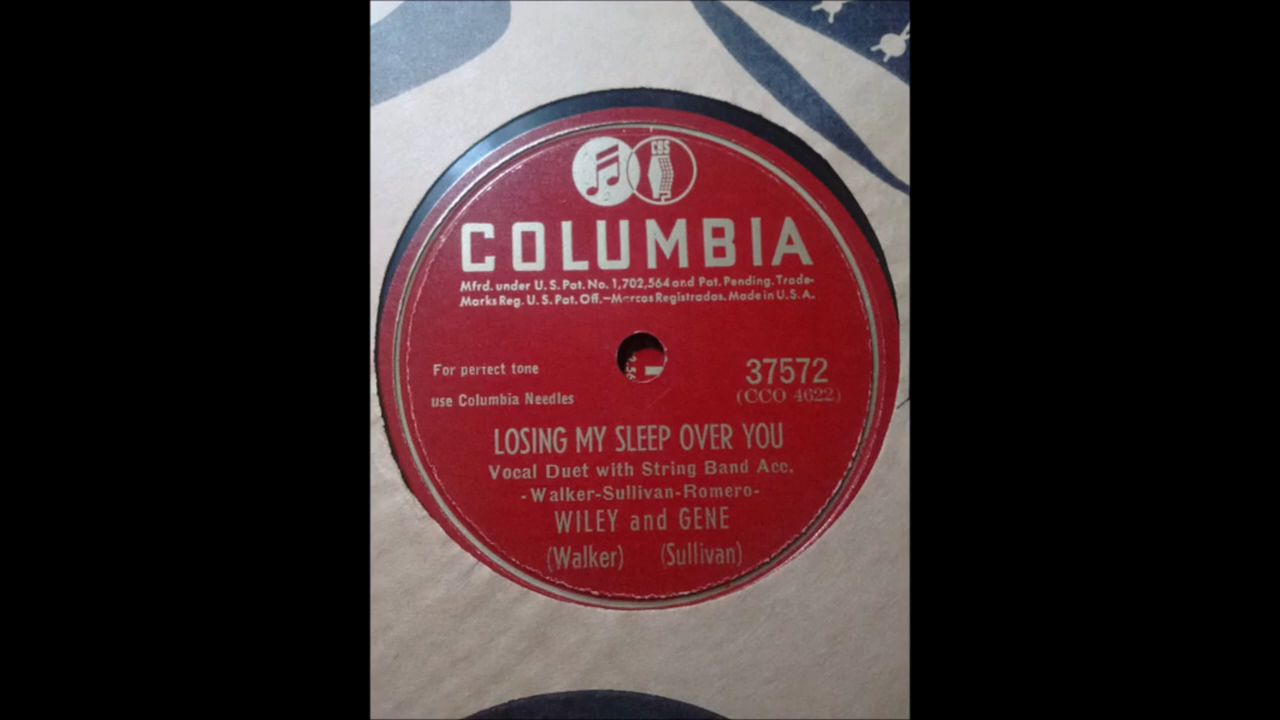 CBS
COLUMBIA
Mfrd. under U. S. Pat. No. 1,702,564 and Pat. Pending. Trade-
Marks Reg. U. S. Pat. Off.—Marcas Registradas. Made in U. S. A.
For perfect tone
use Columbia Needles
37572
(CCO 4622)
LOSING MY SLEEP OVER YOU
Vocal Duet with String Band Acc.
-Walker-Sullivan-Romero-
WILEY and GENE
(Walker) (Sullivan)